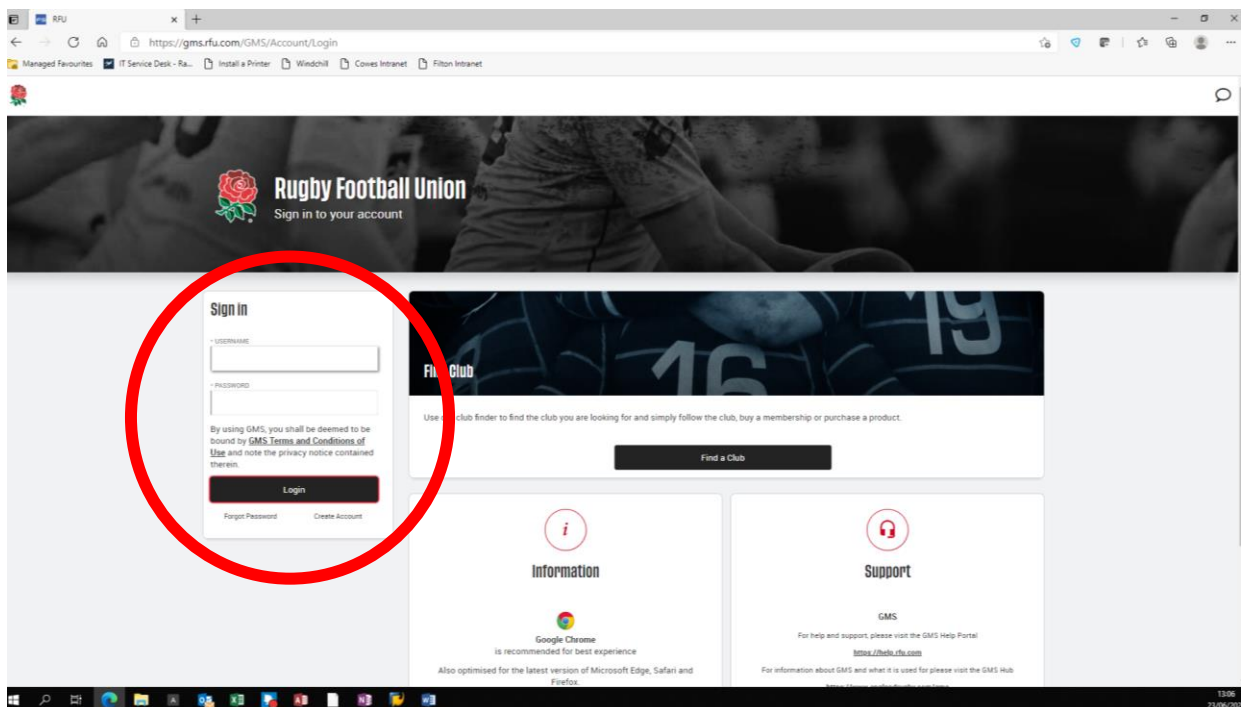 RFU
https://gms.rfu.com/GMS/Account/Login
Managed Favourites IT Service Desk - Ra... Install a Printer Windchill Cowes Intranet Filton Intranet
Rugby Football Union
Sign in to your account
Sign in
* USERNAME
* PASSWORD
By using GMS, you shall be deemed to be
bound by GMS Terms and Conditions of
Use and note the privacy notice contained
therein.
Login
Forgot Password Create Account
16
19
Club
Use club finder to find the club you are looking for and simply follow the club, buy a membership or purchase a product.
Find a Club
i
Information
Google Chrome
is recommended for best experience
Also optimised for the latest version of Microsoft Edge, Safari and
Firefox.
Support
GMS
For help and support, please visit the GMS Help Portal
https://help.rfu.com
For information about GMS and what it is used for please visit the GMS Hub
13:06
23/06/202